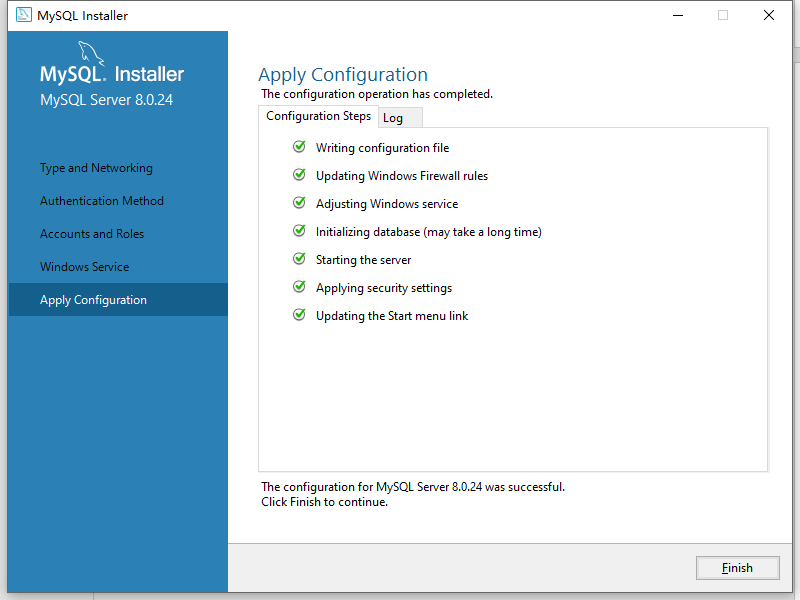 MySQL Installer
MySQL. Installer
MySQL Server 8.0.24
Type and Networking
Authentication Method
Accounts and Roles
Windows Service
Apply Configuration
Apply Configuration
The configuration operation has completed.
Configuration Steps Log
Writing configuration file
Updating Windows Firewall rules
Adjusting Windows service
Initializing database (may take a long time)
Starting the server
Applying security settings
Updating the Start menu link
The configuration for MySQL Server 8.0.24 was successful.
Click Finish to continue.
Finish